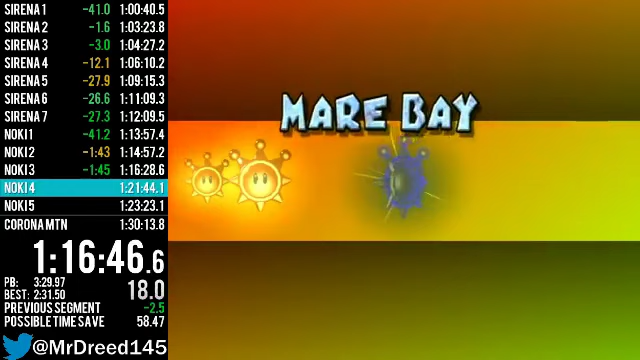 SIRENA 1 -41.0 1:00:40.5
SIRENA 2 -1.6 1:03:23.8
SIRENA 3 -3.0 1:04:27.2
SIRENA 4 -12.1 1:06:10.2
SIRENA 5 -27.9 1:09:15.3
SIRENA 6 -26.6 1:11:09.3
SIRENA 7 -27.3 1:12:09.5
NOKI 1 -41.2 1:13:57.4
NOKI 2 -1:43 1:14:57.2
NOKI 3 -1:45 1:16:28.6
NOKI 4 1:21:44.1
NOKI 5 1:23:23.1
CORONA MTN 1:30:13.8
1:16:46.6
PB: 3:29.97
BEST: 2:31.50
18.0
PREVIOUS SEGMENT -2.5
POSSIBLE TIME SAVE 58.47
@MrDreed145
MARE BAY